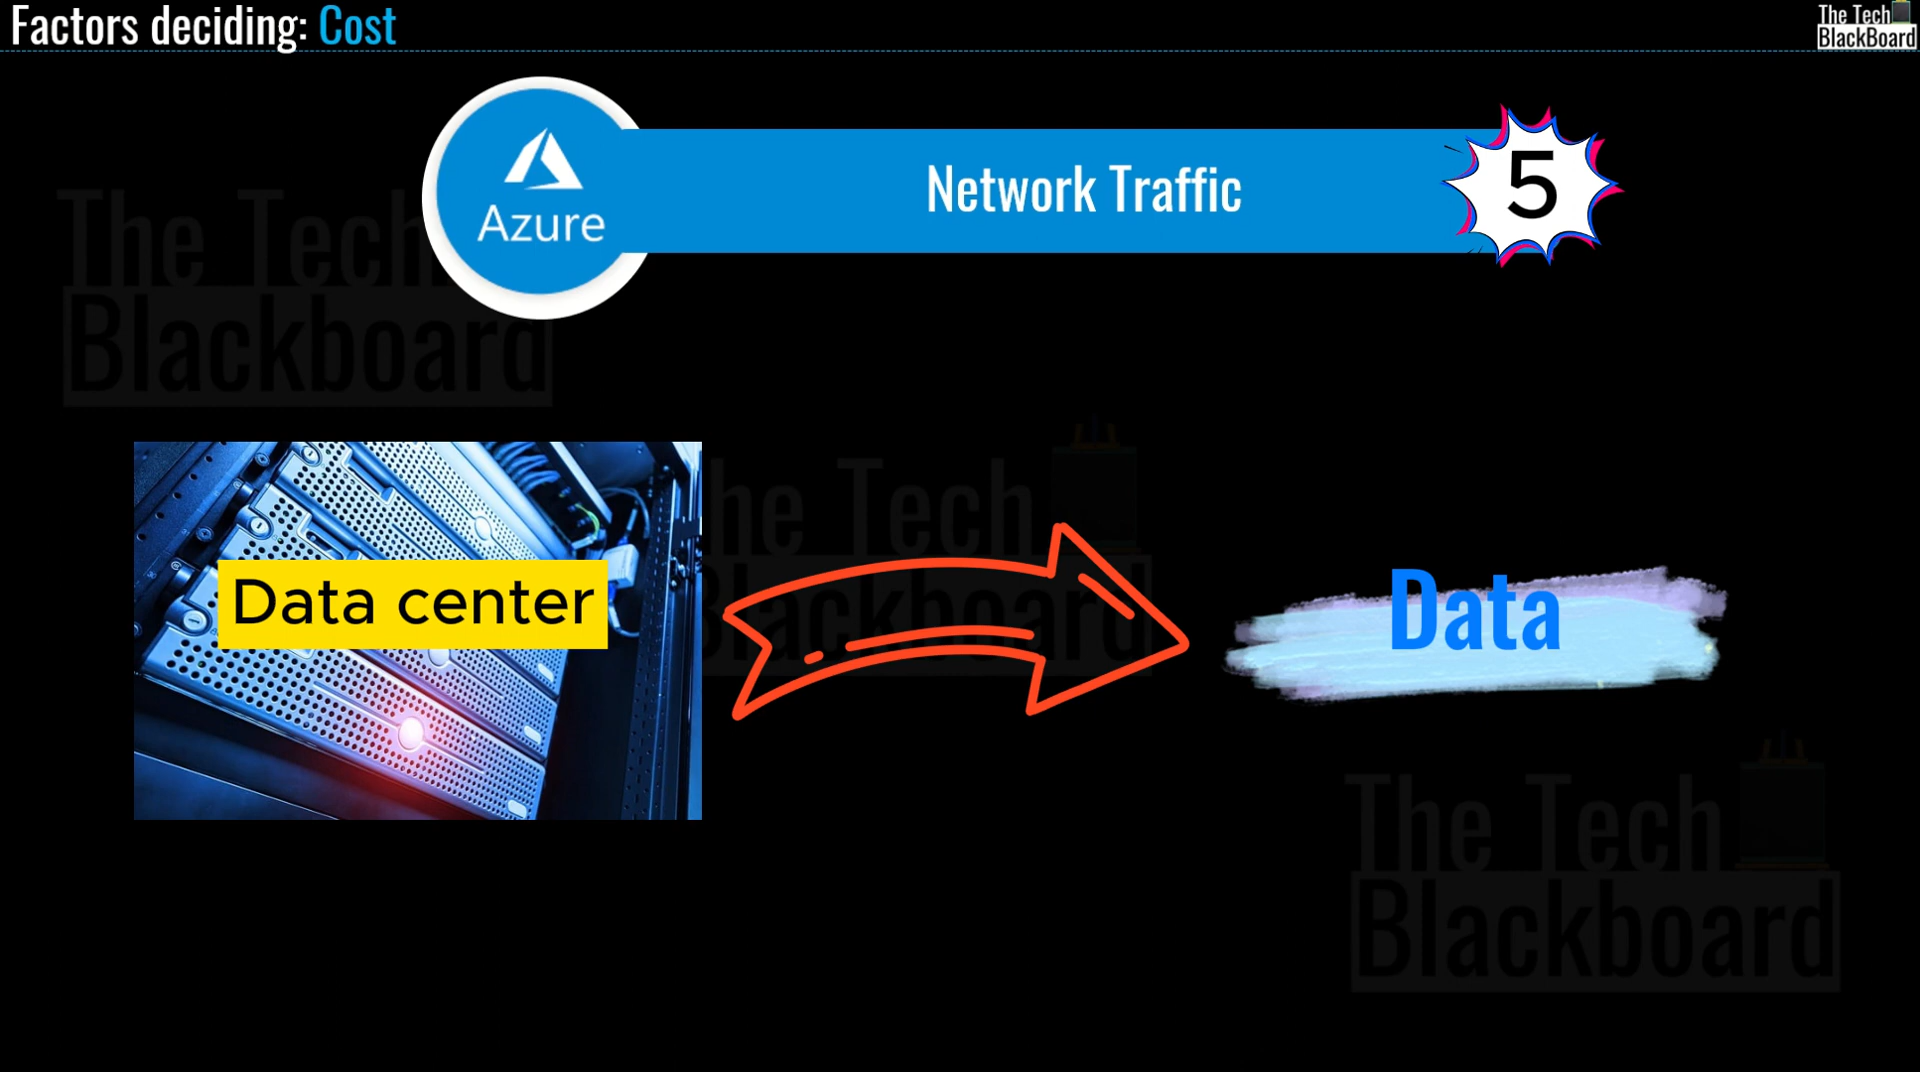 Factors deciding: Cost
The Tech
BlackBoard
Azure
Network Traffic
5
The Tech
Blackboard
Data center
The Tech
Blackboard
Data
The Tech
Blackboard